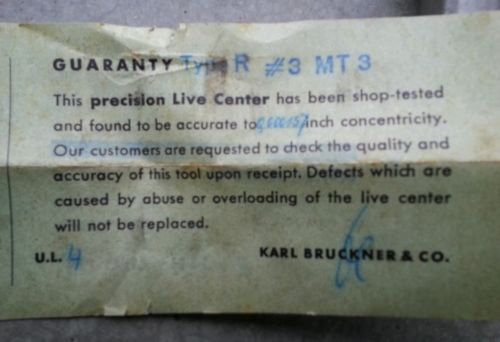 GUARANTY Type R #3 MT 3
This precision Live Center has been shop-tested
and found to be accurate to inch concentricity.
Our customers are requested to check the quality and
accuracy of this tool upon receipt. Defects which are
caused by abuse or overloading of the live center
will not be replaced.
U.L. 4 KARL BRUCKNER & CO.